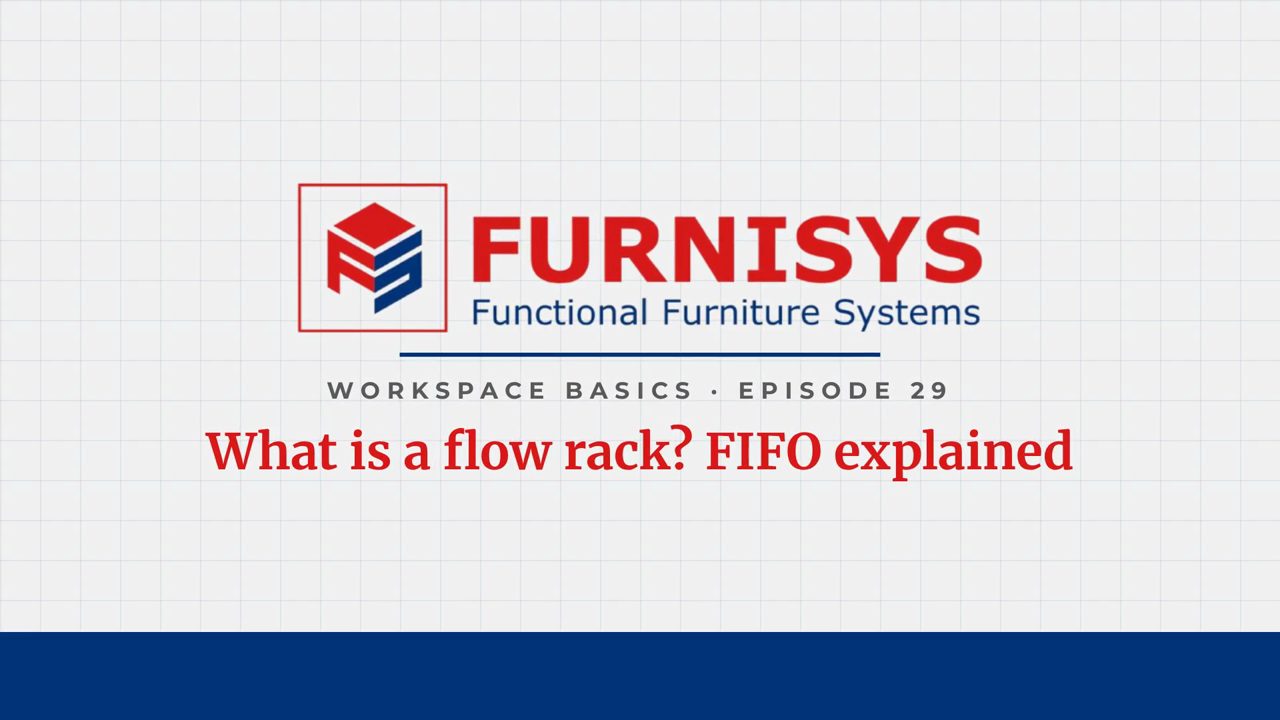 FURNISYS
Functional Furniture Systems
WORKSPACE BASICS · EPISODE 29
What is a flow rack? FIFO explained